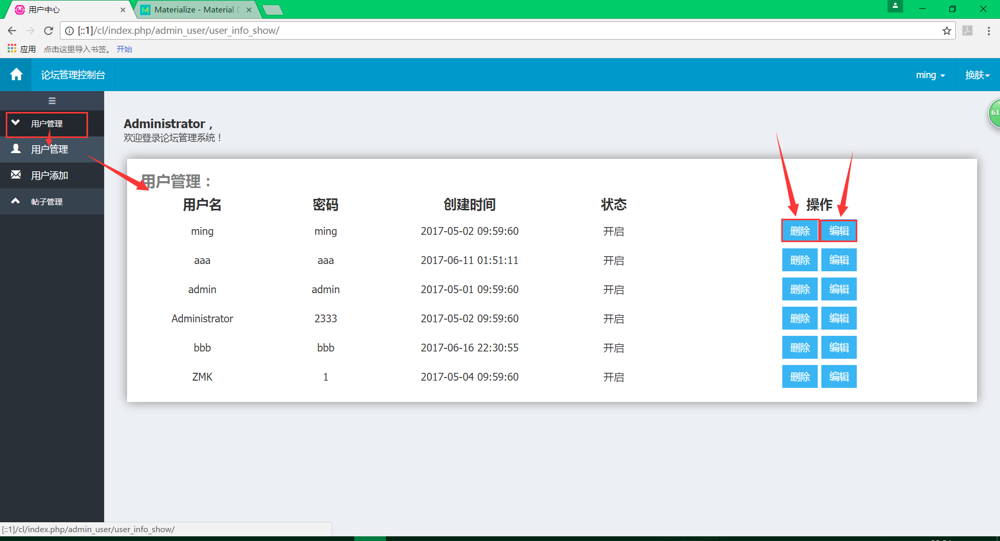 用户中心
Materialize - Material
[::1]/cl/index.php/admin_user/user_info_show/
应用 点击这里导入书签。 开始
论坛管理控制台 ming 换肤
用户管理
用户管理
用户添加
帖子管理
61
Administrator，
欢迎登录论坛管理系统！
用户管理：
用户名 密码 创建时间 状态 操作
ming ming 2017-05-02 09:59:60 开启 删除 编辑
aaa aaa 2017-06-11 01:51:11 开启 删除 编辑
admin admin 2017-05-01 09:59:60 开启 删除 编辑
Administrator 2333 2017-05-02 09:59:60 开启 删除 编辑
bbb bbb 2017-06-16 22:30:55 开启 删除 编辑
ZMK 1 2017-05-04 09:59:60 开启 删除 编辑
[::1]/cl/index.php/admin_user/user_info_show/